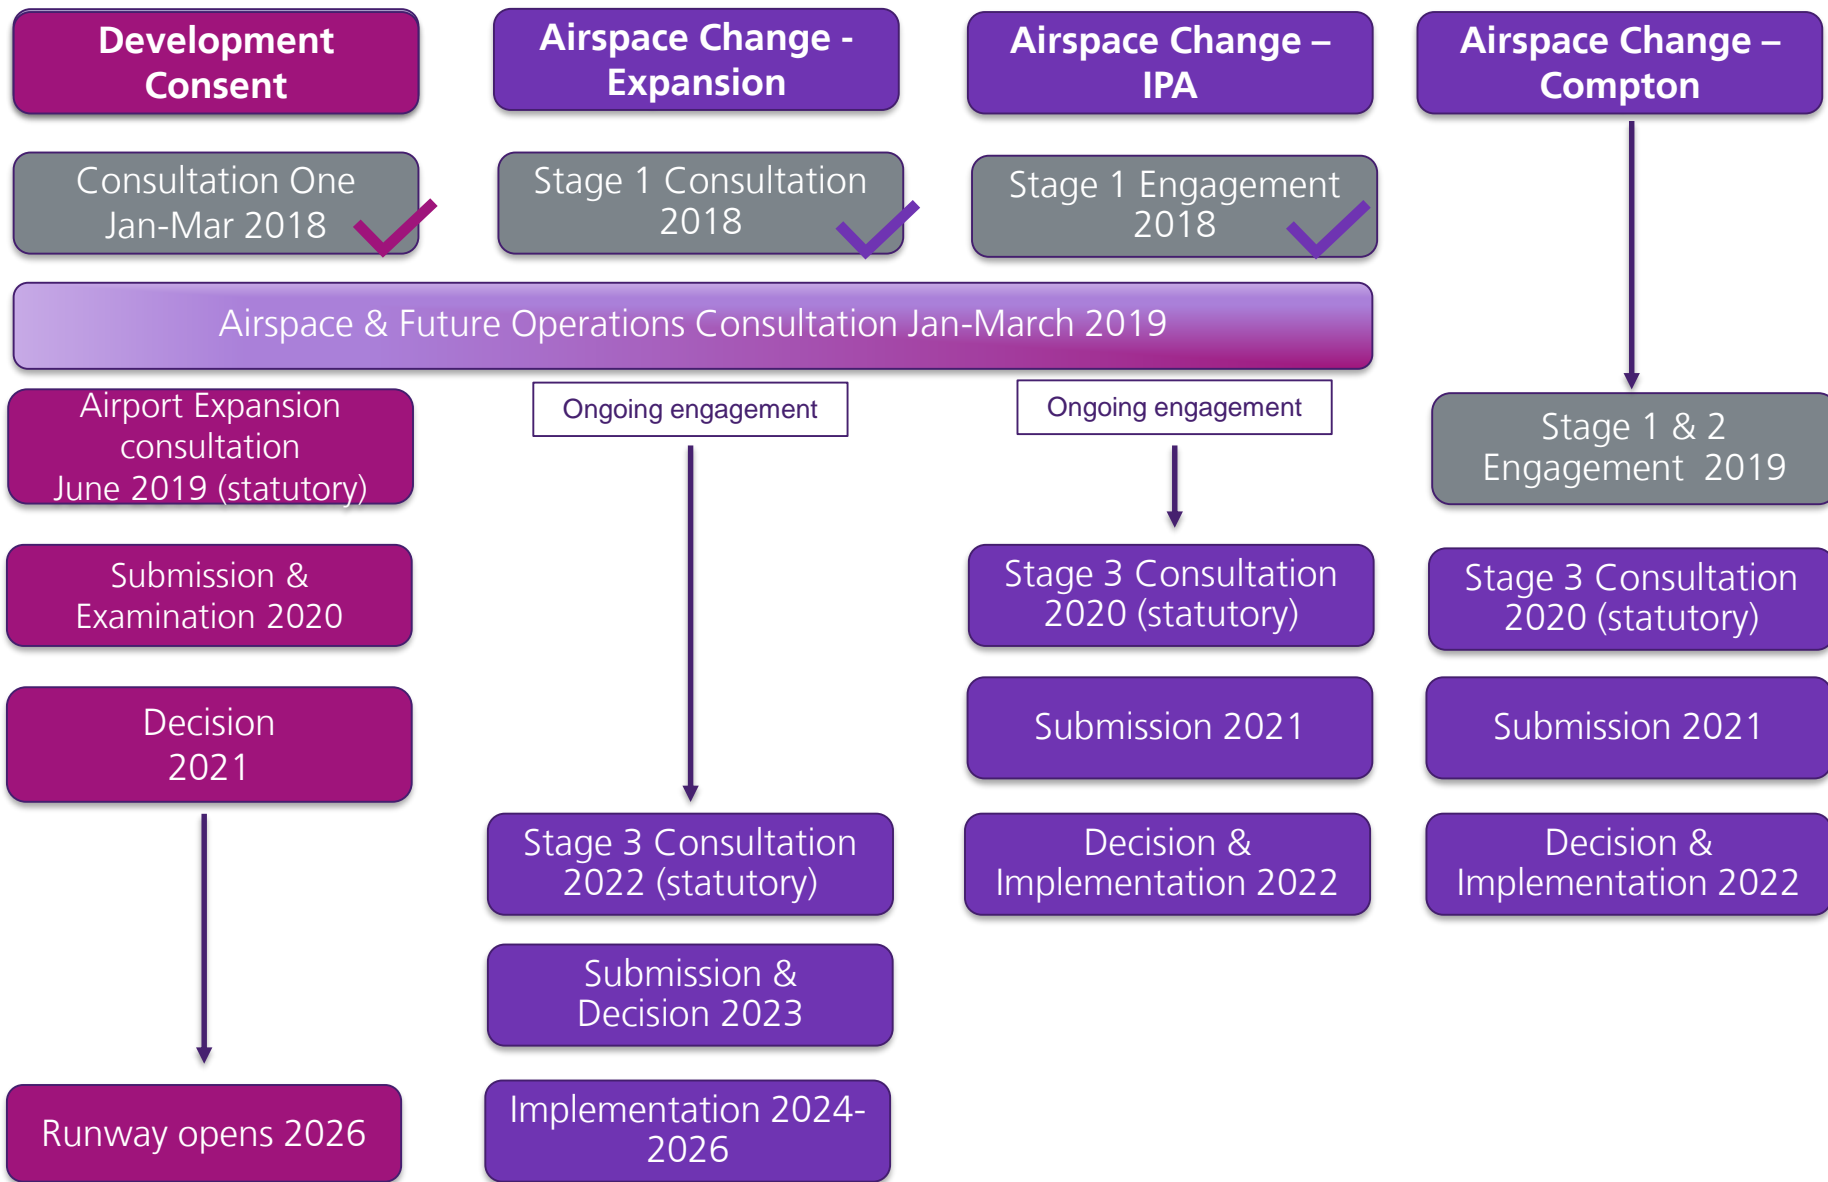 Development
Consent
Airspace Change -
Expansion
Airspace Change –
IPA
Airspace Change –
Compton
Consultation One
Jan-Mar 2018
Stage 1 Consultation
2018
Stage 1 Engagement
2018
Airspace & Future Operations Consultation Jan-March 2019
Airport Expansion
consultation
June 2019 (statutory)
Ongoing engagement
Ongoing engagement
Stage 1 & 2
Engagement 2019
Submission &
Examination 2020
Stage 3 Consultation
2020 (statutory)
Stage 3 Consultation
2020 (statutory)
Decision
2021
Submission 2021
Submission 2021
Stage 3 Consultation
2022 (statutory)
Decision &
Implementation 2022
Decision &
Implementation 2022
Submission &
Decision 2023
Runway opens 2026
Implementation 2024-
2026